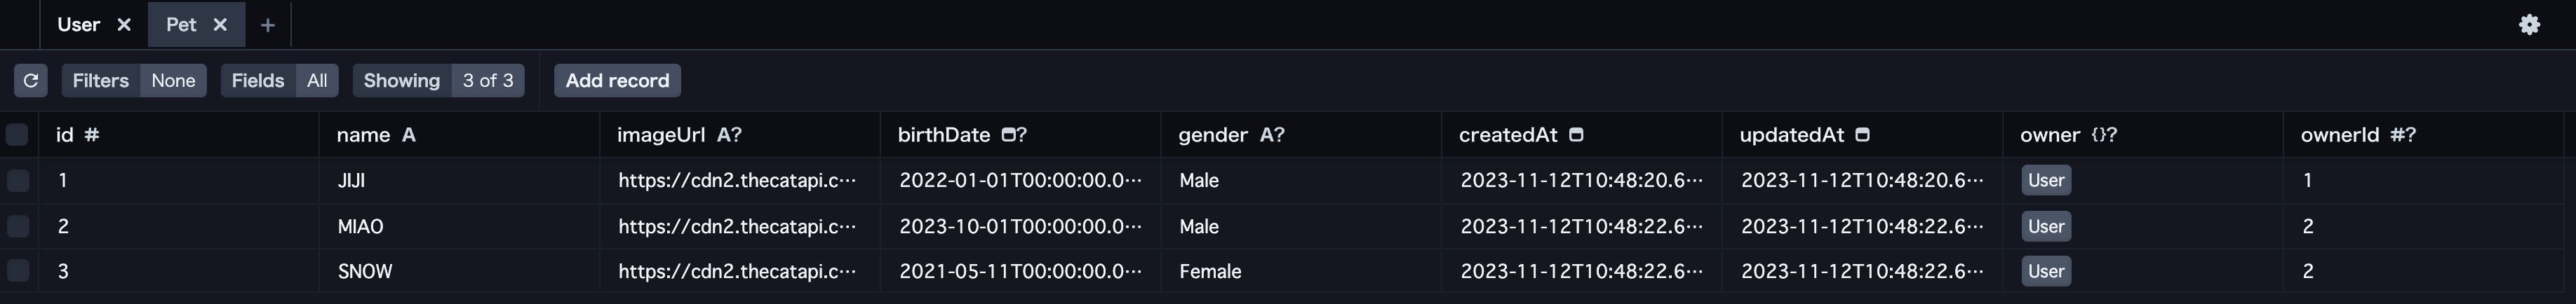 User × Pet × +
Filters None Fields All Showing 3 of 3 Add record
id # name A imageUrl A? birthDate ? gender A? createdAt updatedAt owner {}? ownerId #?
1 JIJI https://cdn2.thecatapi.c··· 2022-01-01T00:00:00.0··· Male 2023-11-12T10:48:20.6··· 2023-11-12T10:48:20.6··· User 1
2 MIAO https://cdn2.thecatapi.c··· 2023-10-01T00:00:00.0··· Male 2023-11-12T10:48:22.6··· 2023-11-12T10:48:22.6··· User 2
3 SNOW https://cdn2.thecatapi.c··· 2021-05-11T00:00:00.0··· Female 2023-11-12T10:48:22.6··· 2023-11-12T10:48:22.6··· User 2